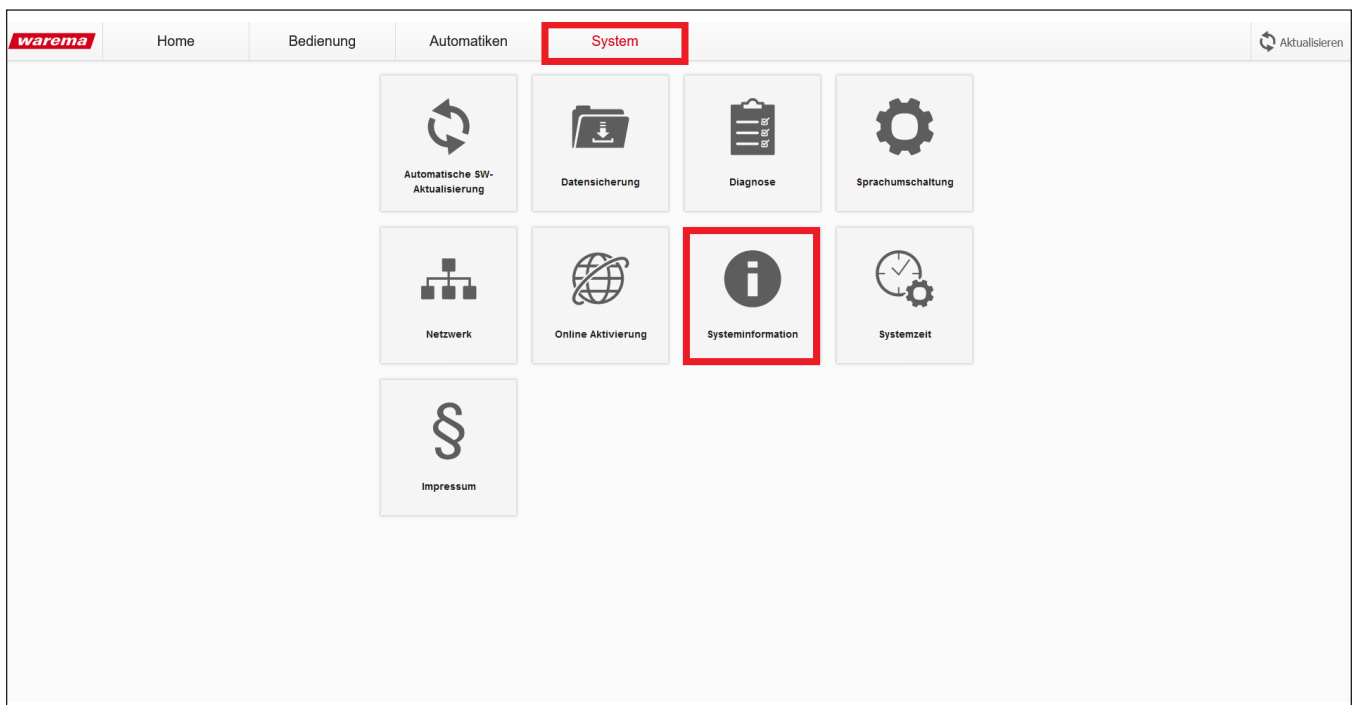 warema
Home
Bedienung
Automatiken
System
Aktualisieren
Automatische SW-
Aktualisierung
Datensicherung
Diagnose
Sprachumschaltung
Netzwerk
Online Aktivierung
Systeminformation
Systemzeit
§
Impressum